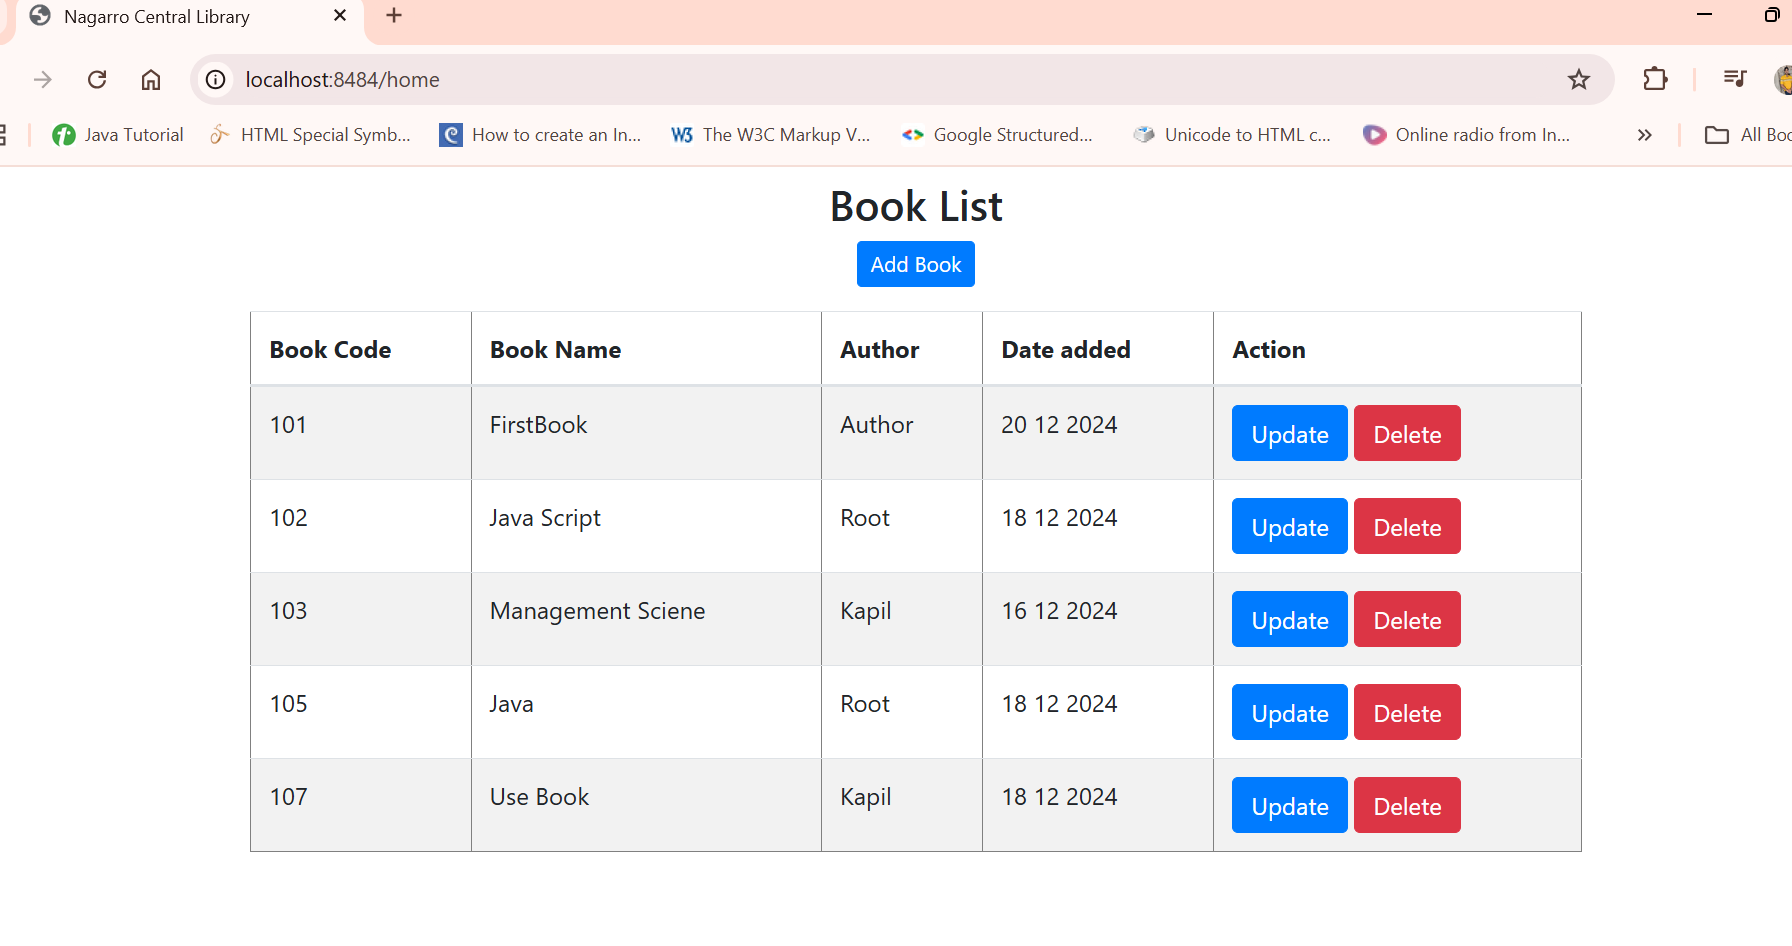 Nagarro Central Library
localhost:8484/home
Java Tutorial HTML Special Symb... How to create an In... The W3C Markup V... Google Structured... Unicode to HTML c... Online radio from In... » All Boo
Book List
Add Book
Book Code Book Name Author Date added Action
101 FirstBook Author 20 12 2024 Update Delete
102 Java Script Root 18 12 2024 Update Delete
103 Management Sciene Kapil 16 12 2024 Update Delete
105 Java Root 18 12 2024 Update Delete
107 Use Book Kapil 18 12 2024 Update Delete